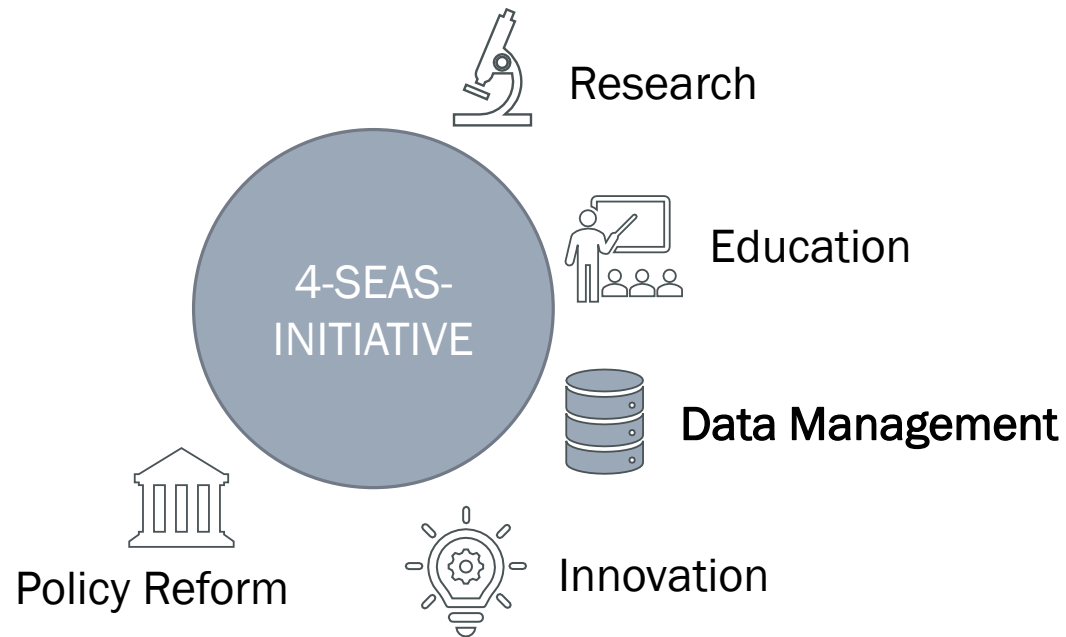 Research
Education
4-SEAS-
INITIATIVE
Data Management
Innovation
Policy Reform